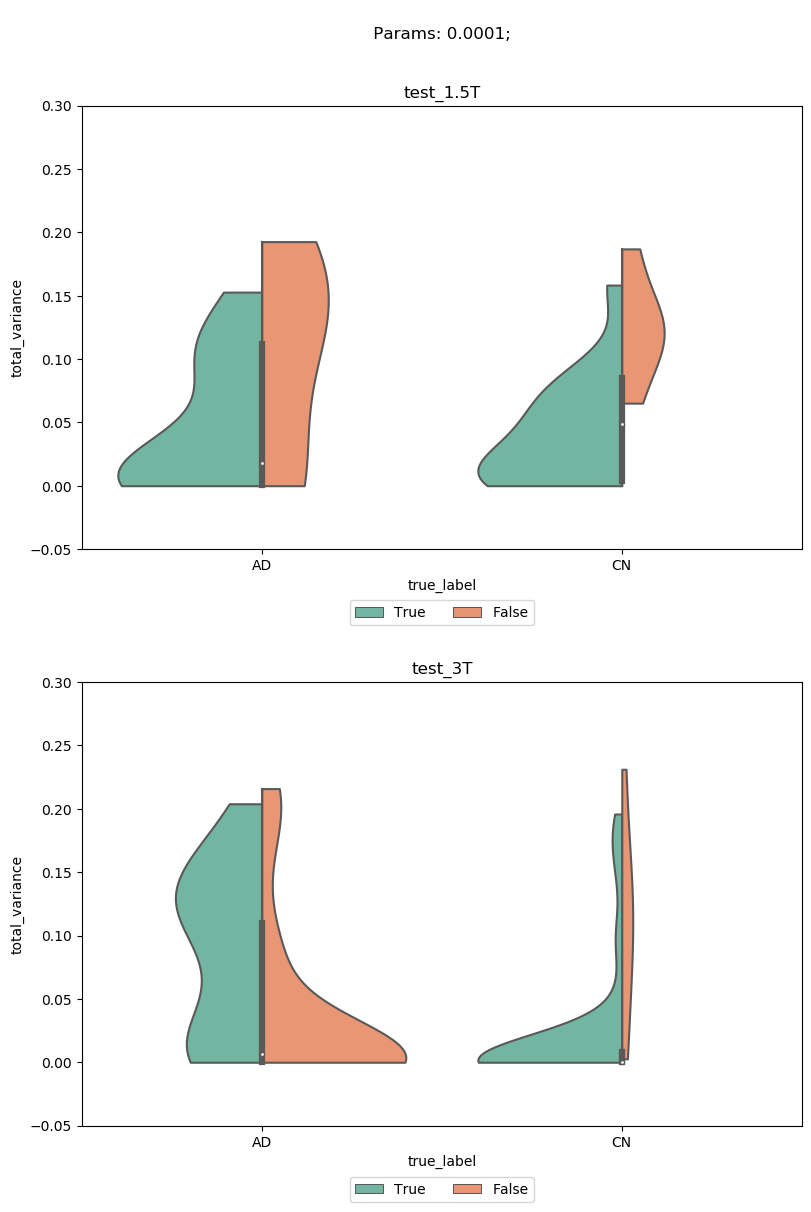 Params: 0.0001;
test_1.5T
0.30
0.25
0.20
0.15
0.10
0.05
0.00
−0.05
total_variance
AD CN
true_label
True False
test_3T
0.30
0.25
0.20
0.15
0.10
0.05
0.00
−0.05
total_variance
AD CN
true_label
True False